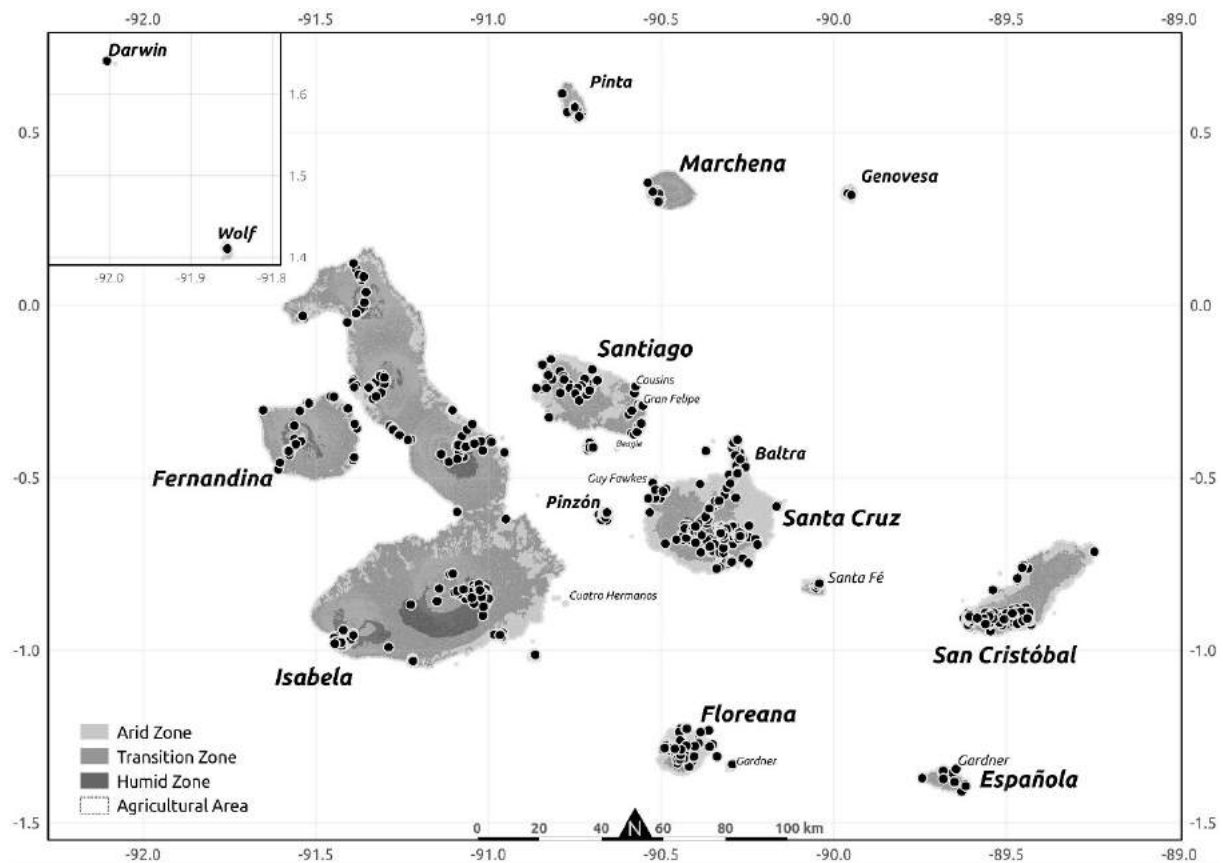 -92.0 -91.5 -91.0 -90.5 -90.0 -89.5 -89.0
Darwin
1.6
1.5
Wolf
1.4
-92.0 -91.9 -91.8
Pinta
0.5 0.5
Marchena
Genovesa
0.0 0.0
Santiago
Cousins
Gran Felipe
Beagle
Fernandina
Baltra
-0.5 -0.5
Guy Fawkes
Pinzón
Santa Cruz
Santa Fé
Cuatro Hermanos
-1.0 -1.0
San Cristóbal
Isabela
Floreana
Gardner
Gardner
Española
Arid Zone
Transition Zone
Humid Zone
Agricultural Area
N
0 20 40 60 80 100 km
-1.5 -1.5
-92.0 -91.5 -91.0 -90.5 -90.0 -89.5 -89.0